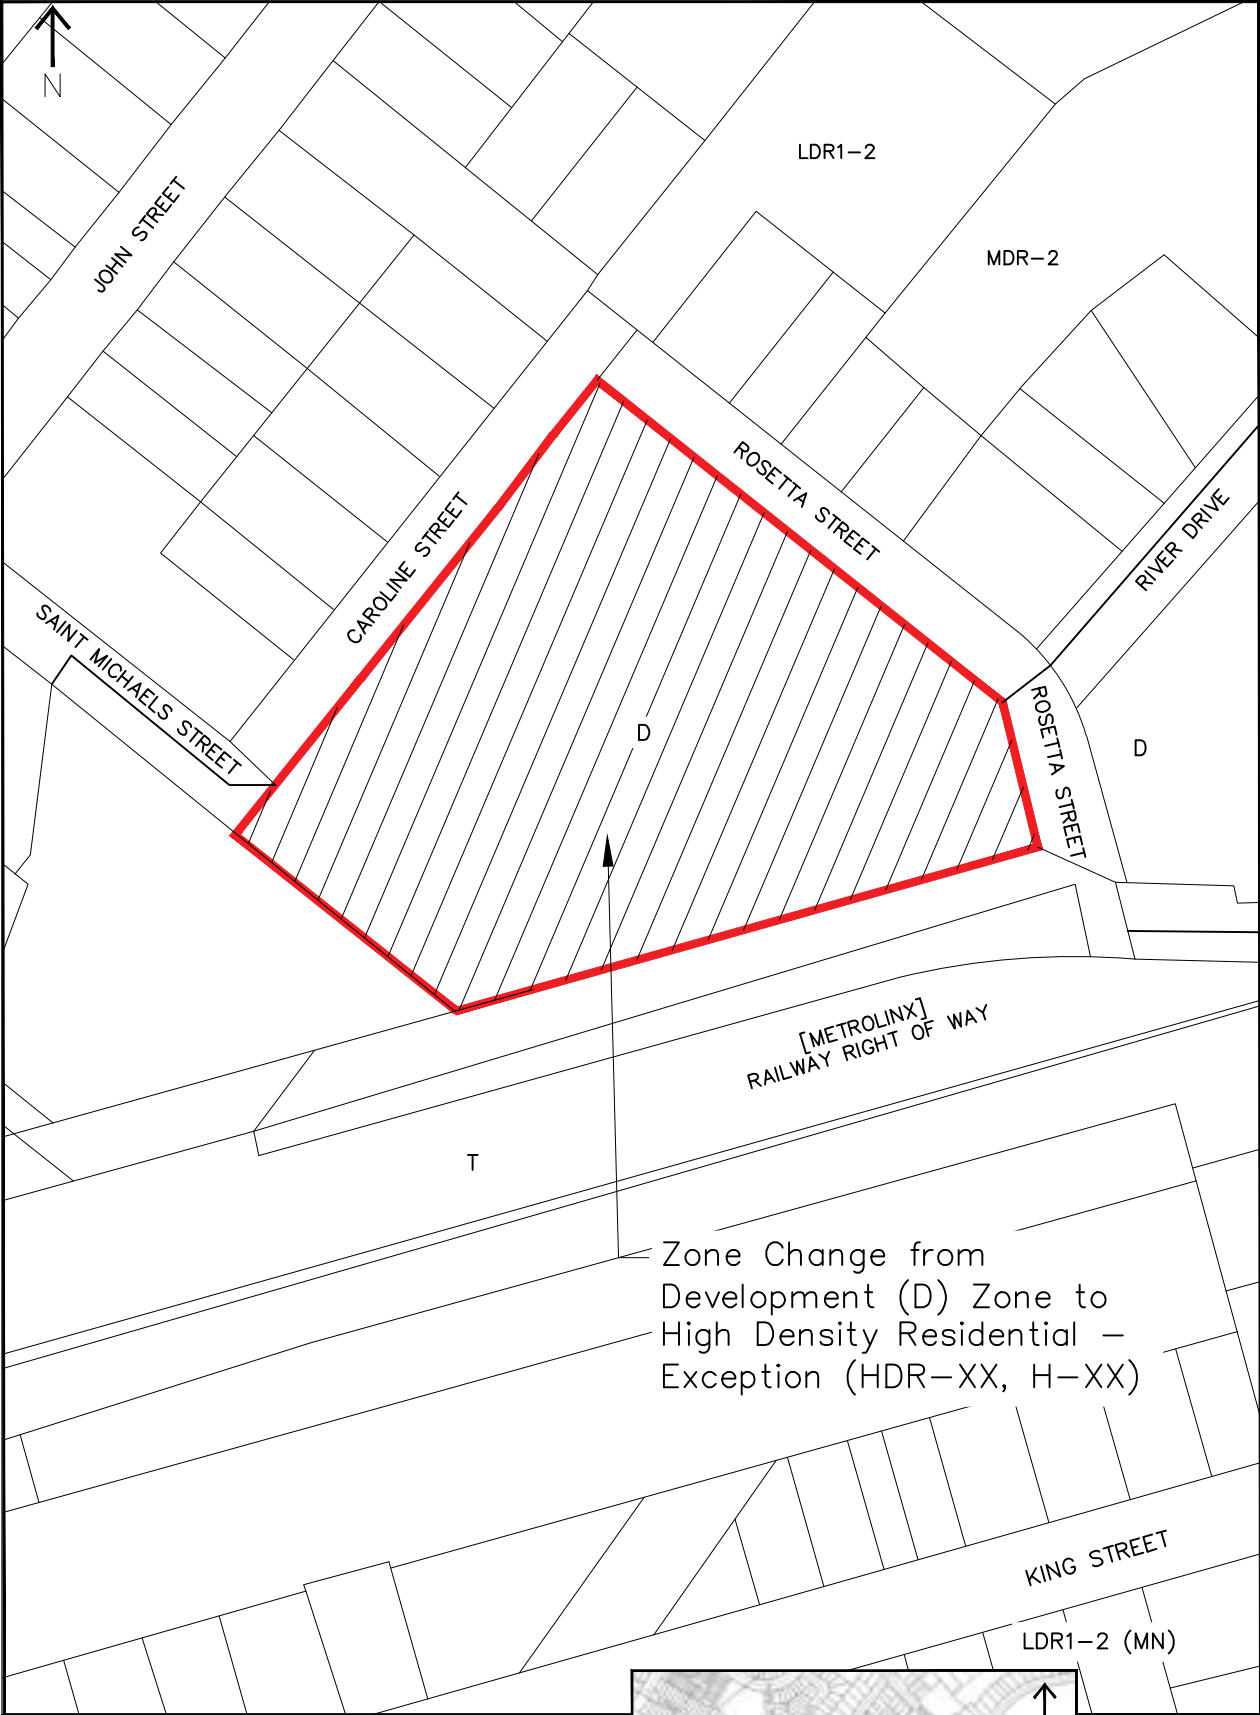 N
LDR1-2
JOHN STREET
MDR-2
ROSETTA STREET
CAROLINE STREET
RIVER DRIVE
SAINT MICHAELS STREET
D
ROSETTA STREET
D
[METROLINX]
RAILWAY RIGHT OF WAY
T
Zone Change from
Development (D) Zone to
High Density Residential –
Exception (HDR-XX, H-XX)
KING STREET
LDR1-2 (MN)